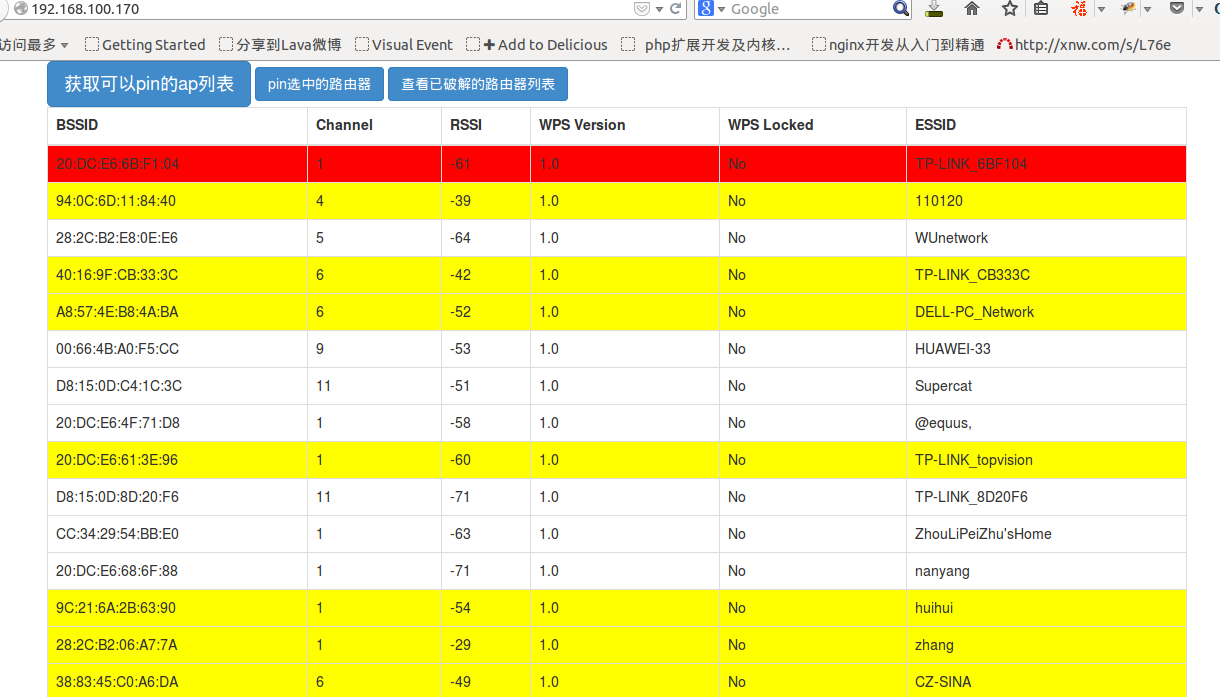 192.168.100.170 Google
访问最多 Getting Started 分享到Lava微博 Visual Event Add to Delicious php扩展开发及内核... nginx开发从入门到精通 http://xnw.com/s/L76e
获取可以pin的ap列表 pin选中的路由器 查看已破解的路由器列表
BSSID Channel RSSI WPS Version WPS Locked ESSID
20:DC:E6:6B:F1:04 1 -61 1.0 No TP-LINK_6BF104
94:0C:6D:11:84:40 4 -39 1.0 No 110120
28:2C:B2:E8:0E:E6 5 -64 1.0 No WUnetwork
40:16:9F:CB:33:3C 6 -42 1.0 No TP-LINK_CB333C
A8:57:4E:B8:4A:BA 6 -52 1.0 No DELL-PC_Network
00:66:4B:A0:F5:CC 9 -53 1.0 No HUAWEI-33
D8:15:0D:C4:1C:3C 11 -51 1.0 No Supercat
20:DC:E6:4F:71:D8 1 -58 1.0 No @equus,
20:DC:E6:61:3E:96 1 -60 1.0 No TP-LINK_topvision
D8:15:0D:8D:20:F6 11 -71 1.0 No TP-LINK_8D20F6
CC:34:29:54:BB:E0 1 -63 1.0 No ZhouLiPeiZhu'sHome
20:DC:E6:68:6F:88 1 -71 1.0 No nanyang
9C:21:6A:2B:63:90 1 -54 1.0 No huihui
28:2C:B2:06:A7:7A 1 -29 1.0 No zhang
38:83:45:C0:A6:DA 6 -49 1.0 No CZ-SINA